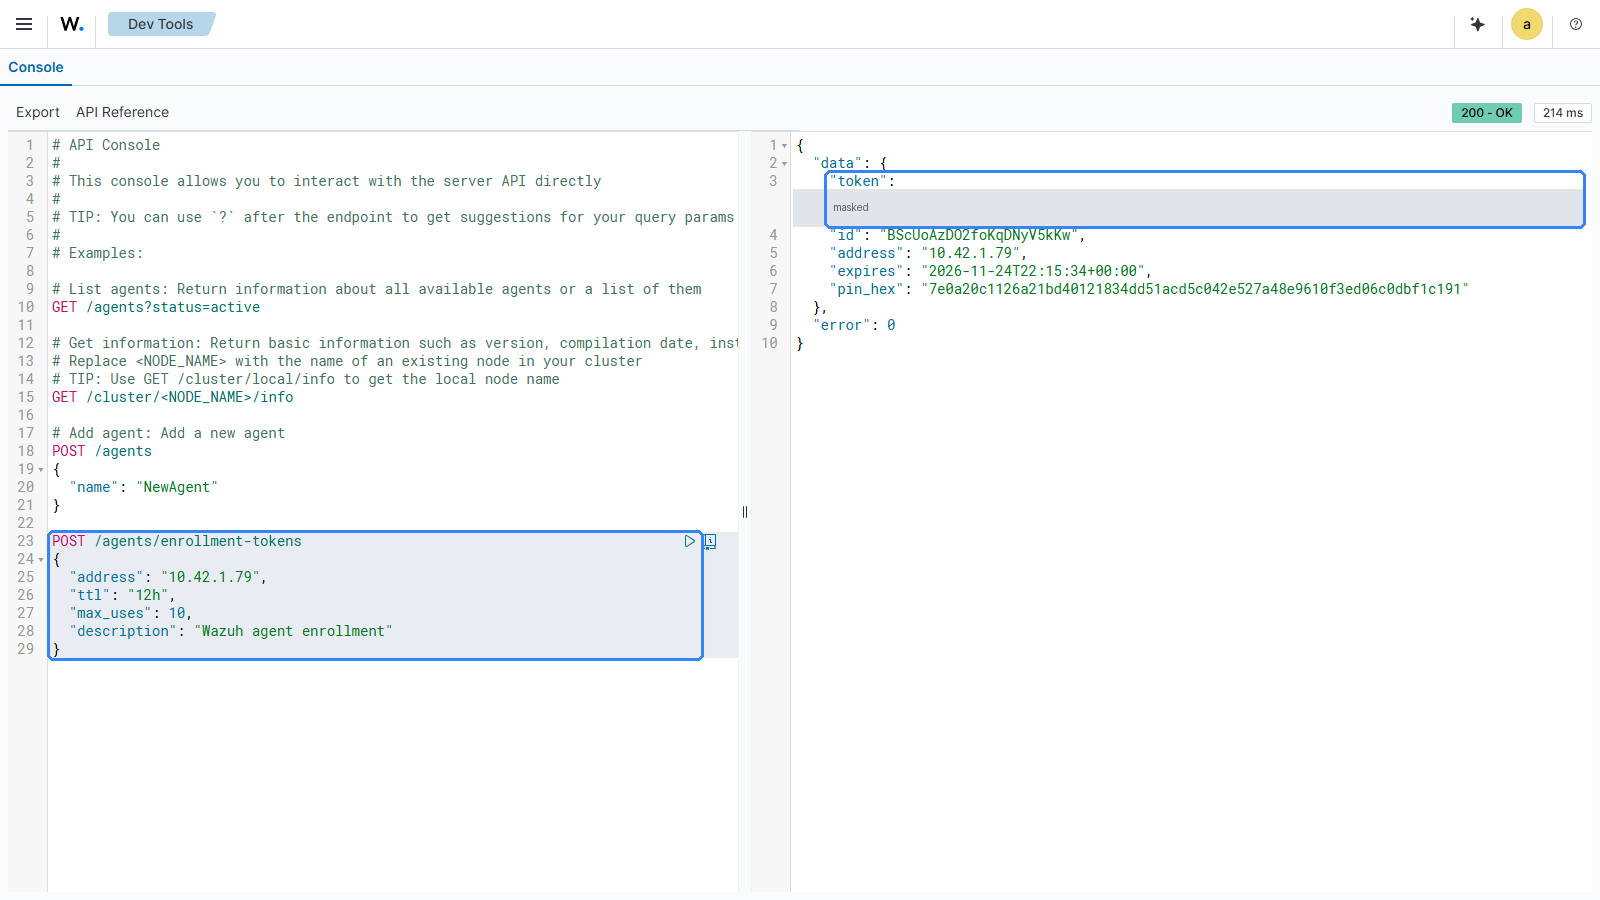 W.
Dev Tools
a
Console
Export
API Reference
200 - OK
214 ms
1 # API Console
2 #
3 # This console allows you to interact with the server API directly
4 #
5 # TIP: You can use `?` after the endpoint to get suggestions for your query params
6 #
7 # Examples:
8
9 # List agents: Return information about all available agents or a list of them
10 GET /agents?status=active
11
12 # Get information: Return basic information such as version, compilation date, inst
13 # Replace <NODE_NAME> with the name of an existing node in your cluster
14 # TIP: Use GET /cluster/local/info to get the local node name
15 GET /cluster/<NODE_NAME>/info
16
17 # Add agent: Add a new agent
18 POST /agents
19 {
20 "name": "NewAgent"
21 }
22
23 POST /agents/enrollment-tokens
24 {
25 "address": "10.42.1.79",
26 "ttl": "12h",
27 "max_uses": 10,
28 "description": "Wazuh agent enrollment"
29 }
1 {
2 "data": {
3 "token":
masked
4 "id": "BScUoAzDO2foKqDNyV5kKw",
5 "address": "10.42.1.79",
6 "expires": "2026-11-24T22:15:34+00:00",
7 "pin_hex": "7e0a20c1126a21bd40121834dd51acd5c042e527a48e9610f3ed06c0dbf1c191"
8 },
9 "error": 0
10 }